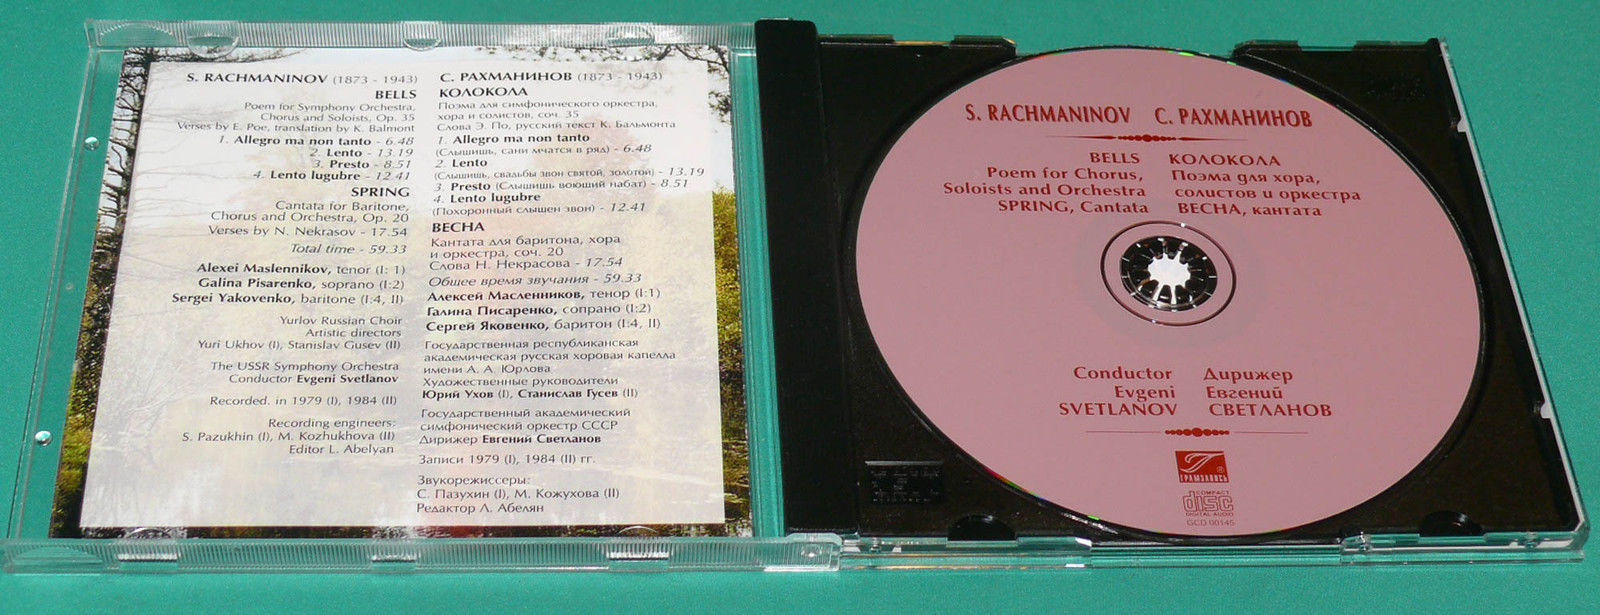 S. RACHMANINOV (1873 - 1943)
BELLS
Poem for Symphony Orchestra,
Chorus and Soloists, Op. 35
Verses by E. Poe, translation by K. Balmont
1. Allegro ma non tanto - 6.48
2. Lento - 13.19
3. Presto - 8.51
4. Lento lugubre - 12.41
SPRING
Cantata for Baritone,
Chorus and Orchestra, Op. 20
Verses by N. Nekrasov - 17.54
Total time - 59.33
Alexei Maslennikov, tenor (I: 1)
Galina Pisarenko, soprano (I:2)
Sergei Yakovenko, baritone (I:4, II)
Yurlov Russian Choir
Artistic directors
Yuri Ukhov (I), Stanislav Gusev (II)
The USSR Symphony Orchestra
Conductor Evgeni Svetlanov
Recorded. in 1979 (I), 1984 (II)
Recording engineers:
S. Pazukhin (I), M. Kozhukhova (II)
Editor L. Abelyan
С. РАХМАНИНОВ (1873 - 1943)
КОЛОКОЛА
Поэма для симфонического оркестра,
хора и солистов, соч. 35
Слова Э. По, русский текст К. Бальмонта
1. Allegro ma non tanto
(Слышишь, сани мчатся в ряд) - 6.48
2. Lento
(Слышишь, свадьбы звон святой, золотой) - 13.19
3. Presto (Слышишь воющий набат) - 8.51
4. Lento lugubre
(Похоронный слышен звон) - 12.41
ВЕСНА
Кантата для баритона, хора
и оркестра, соч. 20
Слова Н. Некрасова - 17.54
Общее время звучания - 59.33
Алексей Масленников, тенор (I:1)
Галина Писаренко, сопрано (I:2)
Сергей Яковенко, баритон (I:4, II)
Государственная республиканская
академическая русская хоровая капелла
имени А. А. Юрлова
Художественные руководители
Юрий Ухов (I), Станислав Гусев (II)
Государственный академический
симфонический оркестр СССР
Дирижер Евгений Светланов
Записи 1979 (I), 1984 (II) гг.
Звукорежиссеры:
С. Пазухин (I), М. Кожухова (II)
Редактор Л. Абелян
S. RACHMANINOV С. РАХМАНИНОВ
BELLS КОЛОКОЛА
Poem for Chorus, Поэма для хора,
Soloists and Orchestra солистов и оркестра
SPRING, Cantata ВЕСНА, кантата
Conductor Дирижер
Evgeni Евгений
SVETLANOV СВЕТЛАНОВ
ГРАМЗАПИСЬ
®
COMPACT
disc
DIGITAL AUDIO
GCD 00145